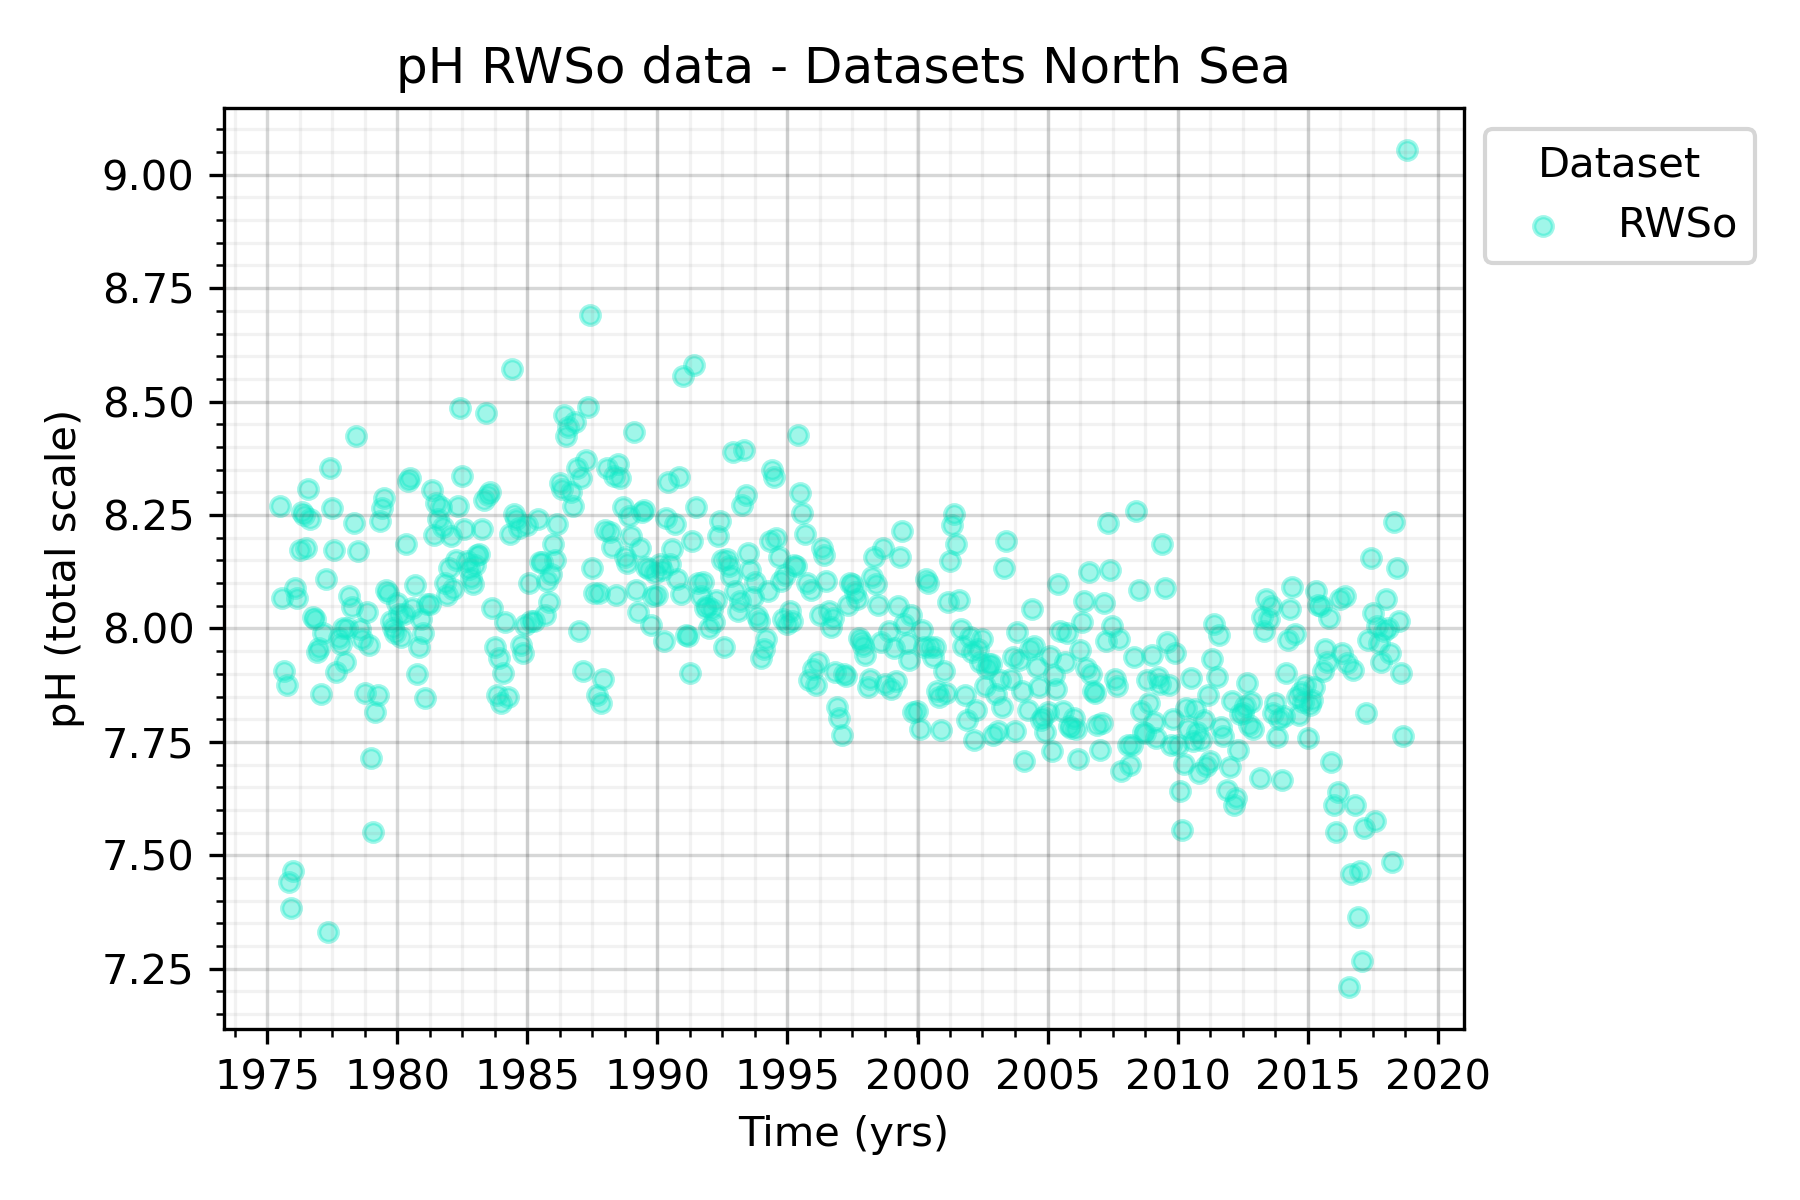 pH RWSo data - Datasets North Sea
Dataset
RWSo
pH (total scale)
9.00
8.75
8.50
8.25
8.00
7.75
7.50
7.25
1975 1980 1985 1990 1995 2000 2005 2010 2015 2020
Time (yrs)